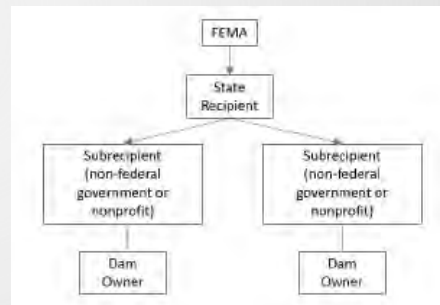 FEMA
State
Recipient
Subrecipient
(non-federal
government or
nonprofit)
Subrecipient
(non-federal
government or
nonprofit)
Dam
Owner
Dam
Owner